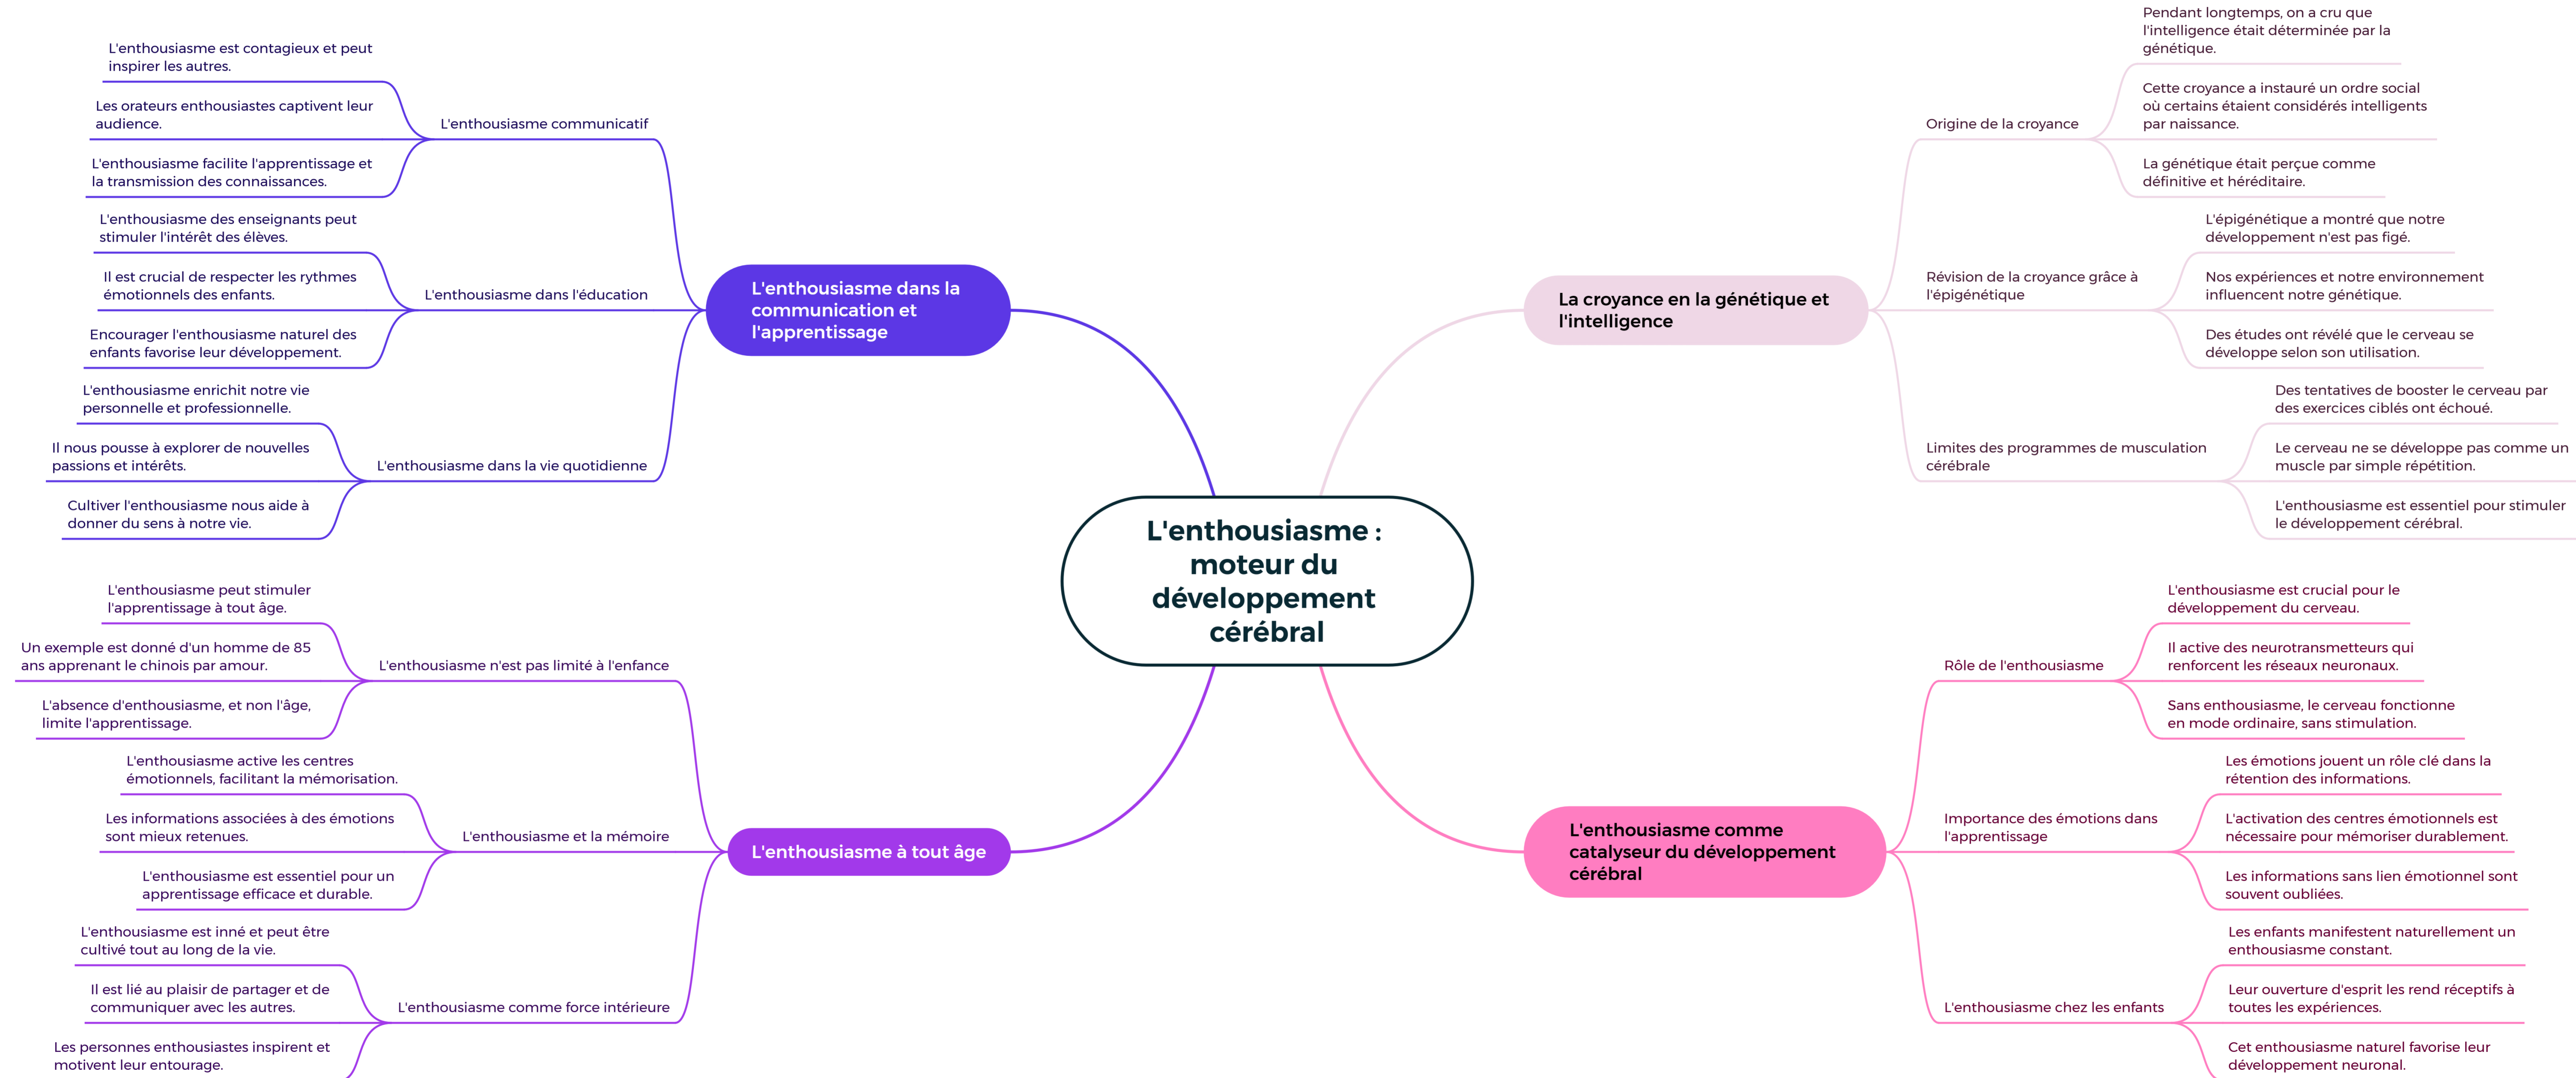 L'enthousiasme :
moteur du
développement
cérébral
La croyance en la génétique et
l'intelligence
Origine de la croyance
Pendant longtemps, on a cru que
l'intelligence était déterminée par la
génétique.
Cette croyance a instauré un ordre social
où certains étaient considérés intelligents
par naissance.
La génétique était perçue comme
définitive et héréditaire.
Révision de la croyance grâce à
l'épigénétique
L'épigénétique a montré que notre
développement n'est pas figé.
Nos expériences et notre environnement
influencent notre génétique.
Des études ont révélé que le cerveau se
développe selon son utilisation.
Limites des programmes de musculation
cérébrale
Des tentatives de booster le cerveau par
des exercices ciblés ont échoué.
Le cerveau ne se développe pas comme un
muscle par simple répétition.
L'enthousiasme est essentiel pour stimuler
le développement cérébral.
L'enthousiasme comme
catalyseur du développement
cérébral
Rôle de l'enthousiasme
L'enthousiasme est crucial pour le
développement du cerveau.
Il active des neurotransmetteurs qui
renforcent les réseaux neuronaux.
Sans enthousiasme, le cerveau fonctionne
en mode ordinaire, sans stimulation.
Importance des émotions dans
l'apprentissage
Les émotions jouent un rôle clé dans la
rétention des informations.
L'activation des centres émotionnels est
nécessaire pour mémoriser durablement.
Les informations sans lien émotionnel sont
souvent oubliées.
L'enthousiasme chez les enfants
Les enfants manifestent naturellement un
enthousiasme constant.
Leur ouverture d'esprit les rend réceptifs à
toutes les expériences.
Cet enthousiasme naturel favorise leur
développement neuronal.
L'enthousiasme dans la
communication et
l'apprentissage
L'enthousiasme communicatif
L'enthousiasme est contagieux et peut
inspirer les autres.
Les orateurs enthousiastes captivent leur
audience.
L'enthousiasme facilite l'apprentissage et
la transmission des connaissances.
L'enthousiasme dans l'éducation
L'enthousiasme des enseignants peut
stimuler l'intérêt des élèves.
Il est crucial de respecter les rythmes
émotionnels des enfants.
Encourager l'enthousiasme naturel des
enfants favorise leur développement.
L'enthousiasme dans la vie quotidienne
L'enthousiasme enrichit notre vie
personnelle et professionnelle.
Il nous pousse à explorer de nouvelles
passions et intérêts.
Cultiver l'enthousiasme nous aide à
donner du sens à notre vie.
L'enthousiasme à tout âge
L'enthousiasme n'est pas limité à l'enfance
L'enthousiasme peut stimuler
l'apprentissage à tout âge.
Un exemple est donné d'un homme de 85
ans apprenant le chinois par amour.
L'absence d'enthousiasme, et non l'âge,
limite l'apprentissage.
L'enthousiasme et la mémoire
L'enthousiasme active les centres
émotionnels, facilitant la mémorisation.
Les informations associées à des émotions
sont mieux retenues.
L'enthousiasme est essentiel pour un
apprentissage efficace et durable.
L'enthousiasme comme force intérieure
L'enthousiasme est inné et peut être
cultivé tout au long de la vie.
Il est lié au plaisir de partager et de
communiquer avec les autres.
Les personnes enthousiastes inspirent et
motivent leur entourage.